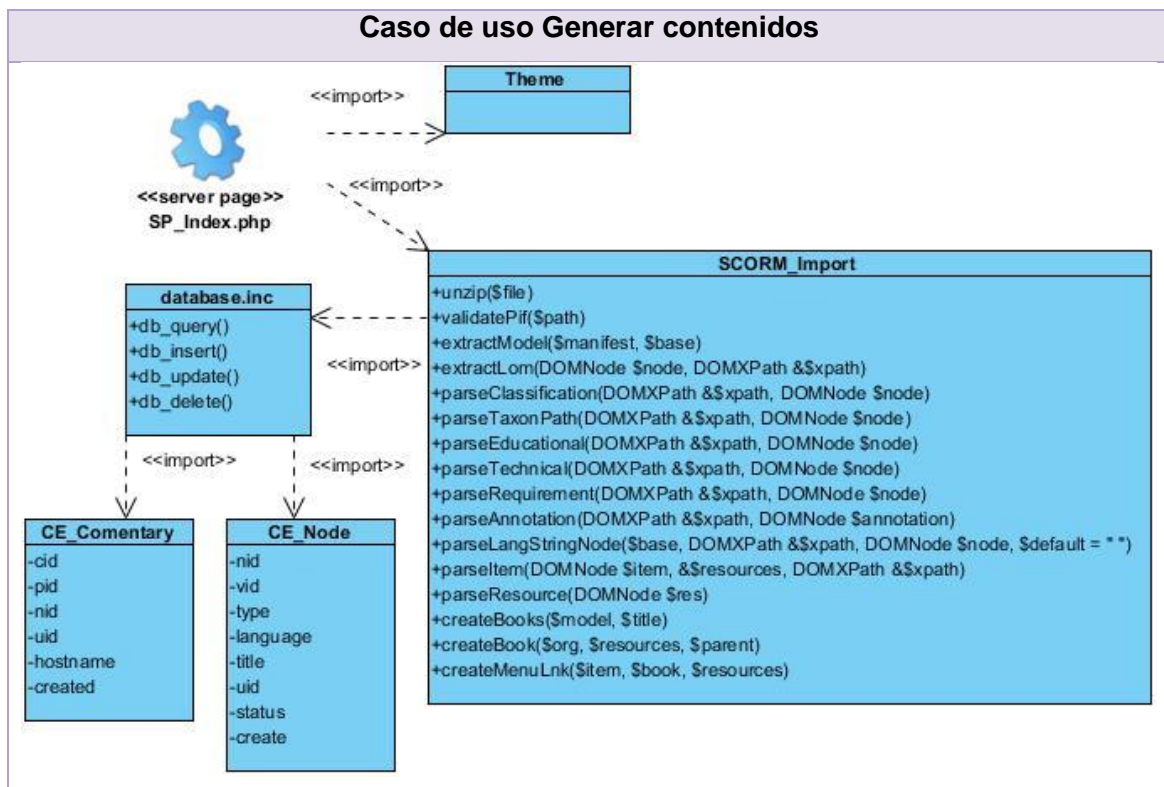 Caso de uso Generar contenidos
<<import>>
Theme
<<import>>
<<server page>>
SP_Index.php
SCORM_Import
+unzip($file)
+validatePif($path)
+extractModel($manifest, $base)
+extractLom(DOMNode $node, DOMXPath &$xpath)
+parseClassification(DOMXPath &$xpath, DOMNode $node)
+parseTaxonPath(DOMXPath &$xpath, DOMNode $node)
+parseEducational(DOMXPath &$xpath, DOMNode $node)
+parseTechnical(DOMXPath &$xpath, DOMNode $node)
+parseRequirement(DOMXPath &$xpath, DOMNode $node)
+parseAnnotation(DOMXPath &$xpath, DOMNode $annotation)
+parseLangStringNode($base, DOMXPath &$xpath, DOMNode $node, $default = " ")
+parseItem(DOMNode $item, &$resources, DOMXPath &$xpath)
+parseResource(DOMNode $res)
+createBooks($model, $title)
+createBook($org, $resources, $parent)
+createMenuLnk($item, $book, $resources)
database.inc
+db_query()
+db_insert()
+db_update()
+db_delete()
<<import>>
<<import>>
<<import>>
CE_Comentary
-cid
-pid
-nid
-uid
-hostname
-created
CE_Node
-nid
-vid
-type
-language
-title
-uid
-status
-create